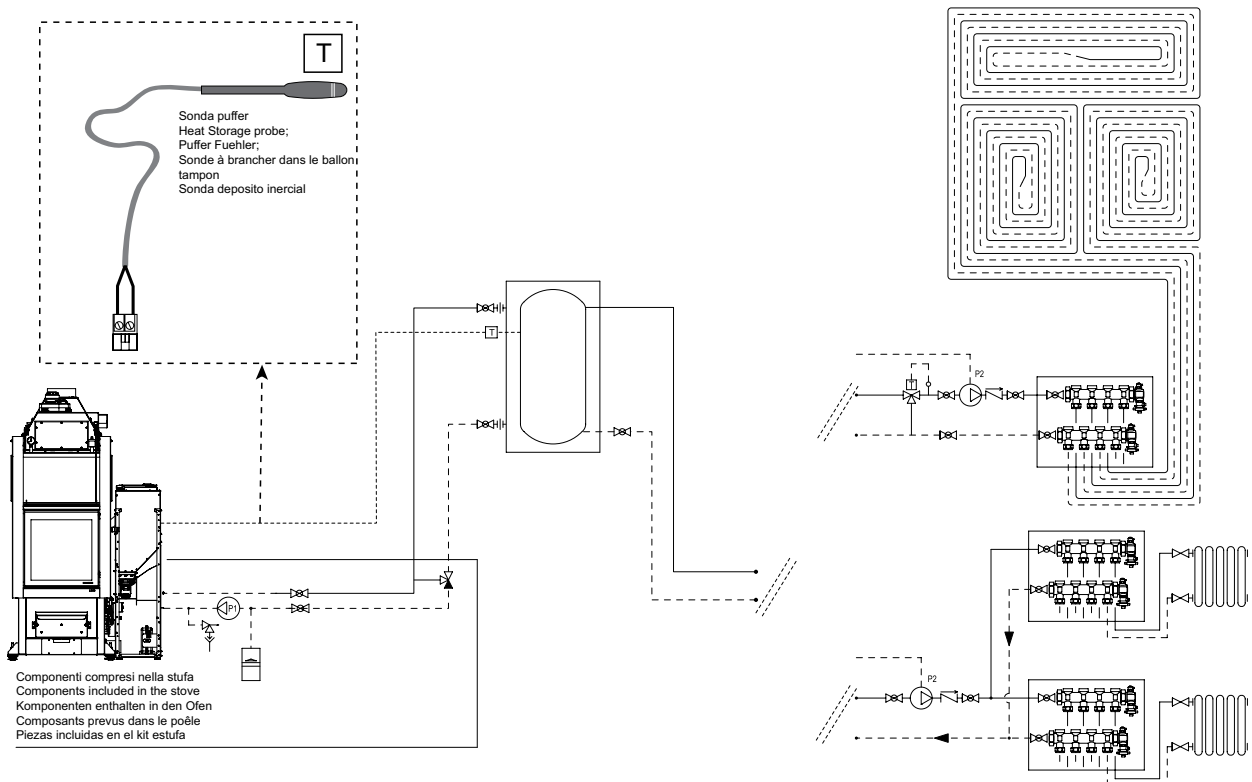 T
Sonda puffer
Heat Storage probe;
Puffer Fuehler;
Sonde à brancher dans le ballon
tampon
Sonda deposito inercial
T
P2
T
P1
P2
Componenti compresi nella stufa
Components included in the stove
Komponenten enthalten in den Ofen
Composants prevus dans le poêle
Piezas incluidas en el kit estufa